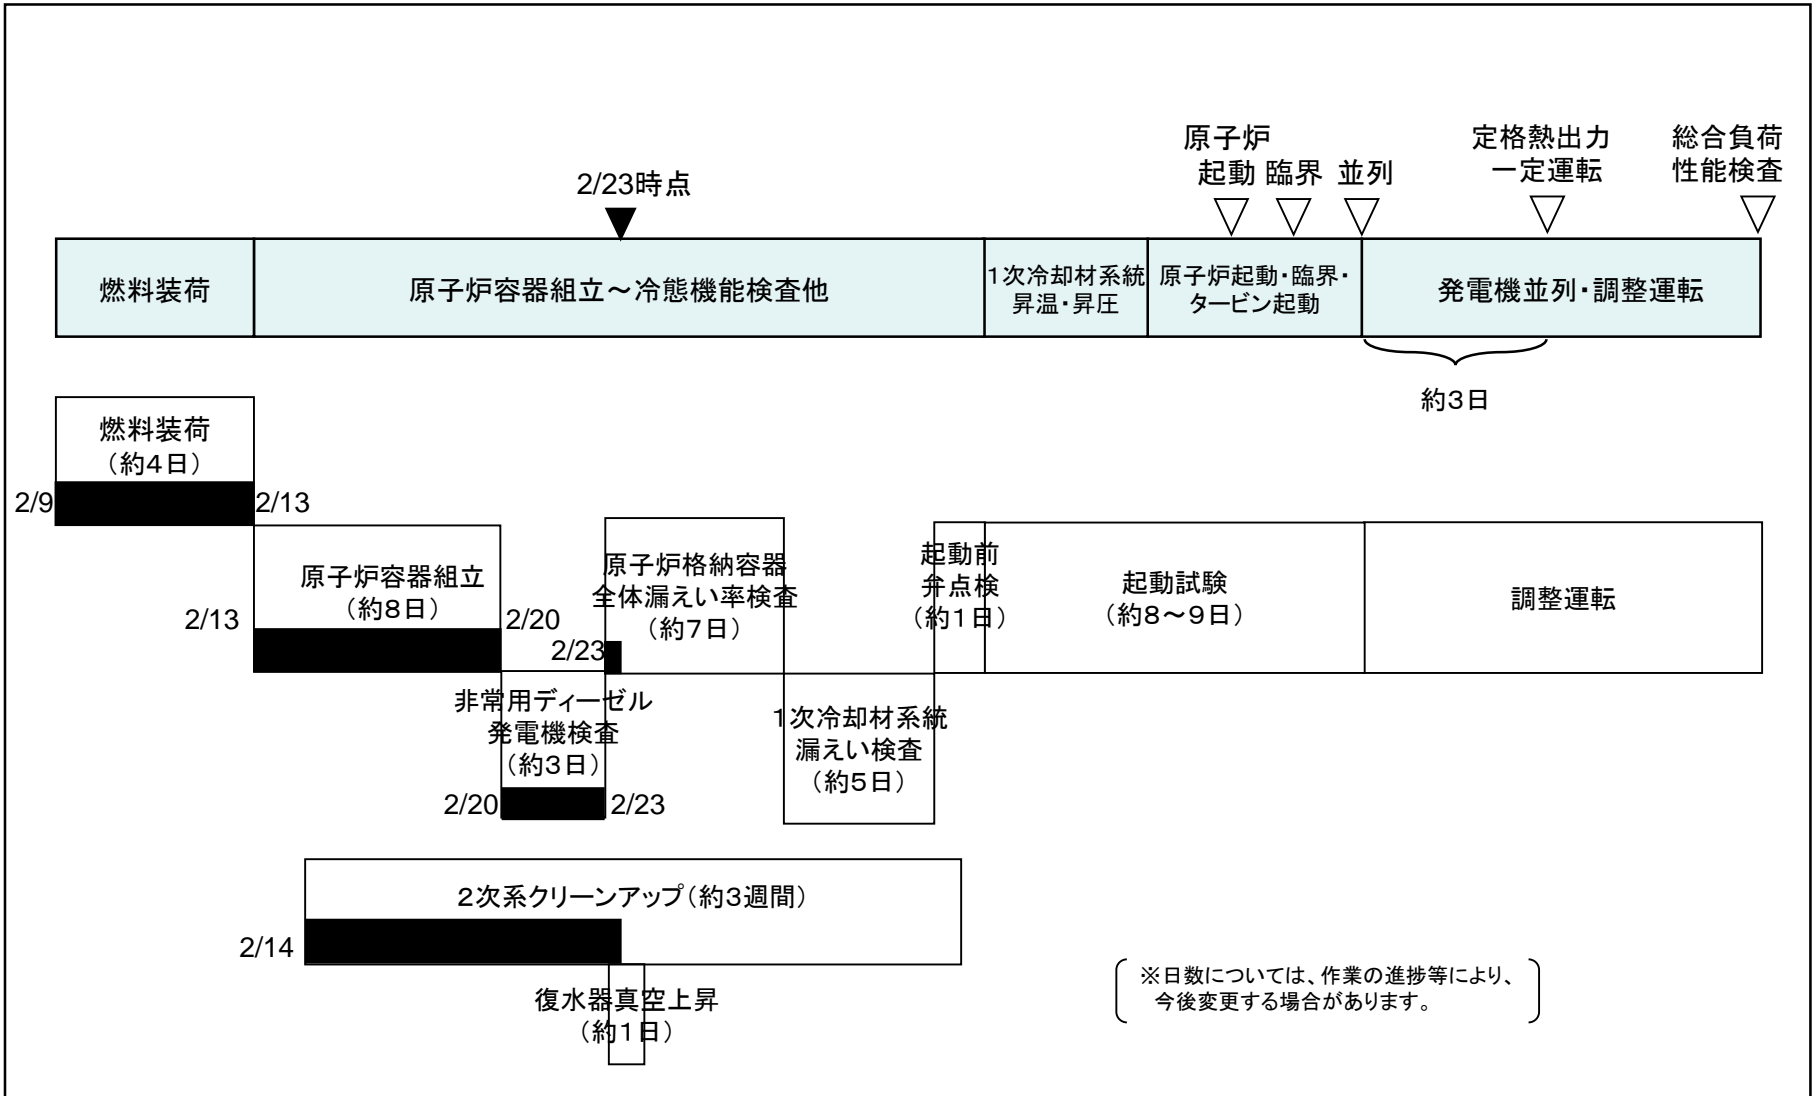 2/23時点
原子炉
起動
臨界
並列
定格熱出力
一定運転
総合負荷
性能検査
燃料装荷
原子炉容器組立～冷態機能検査他
1次冷却材系統
昇温・昇圧
原子炉起動・臨界・
タービン起動
発電機並列・調整運転
約3日
燃料装荷
（約4日）
2/9
2/13
原子炉容器組立
（約8日）
2/13
2/20
原子炉格納容器
全体漏えい率検査
（約7日）
2/23
起動前
弁点検
（約1日）
起動試験
（約8～9日）
調整運転
非常用ディーゼル
発電機検査
（約3日）
2/20
2/23
1次冷却材系統
漏えい検査
（約5日）
2次系クリーンアップ（約3週間）
2/14
復水器真空上昇
（約1日）
※日数については、作業の進捗等により、
今後変更する場合があります。